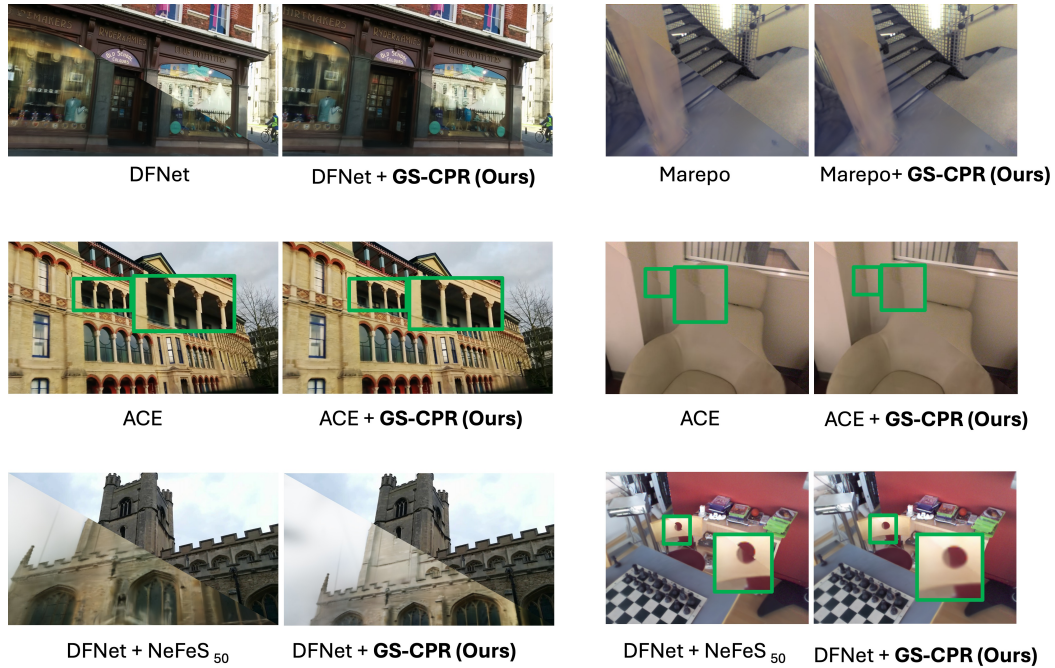 DFNet
DFNet + GS-CPR (Ours)
Marepo
Marepo+ GS-CPR (Ours)
ACE
ACE + GS-CPR (Ours)
ACE
ACE + GS-CPR (Ours)
DFNet + NeFeS 50
DFNet + GS-CPR (Ours)
DFNet + NeFeS 50
DFNet + GS-CPR (Ours)